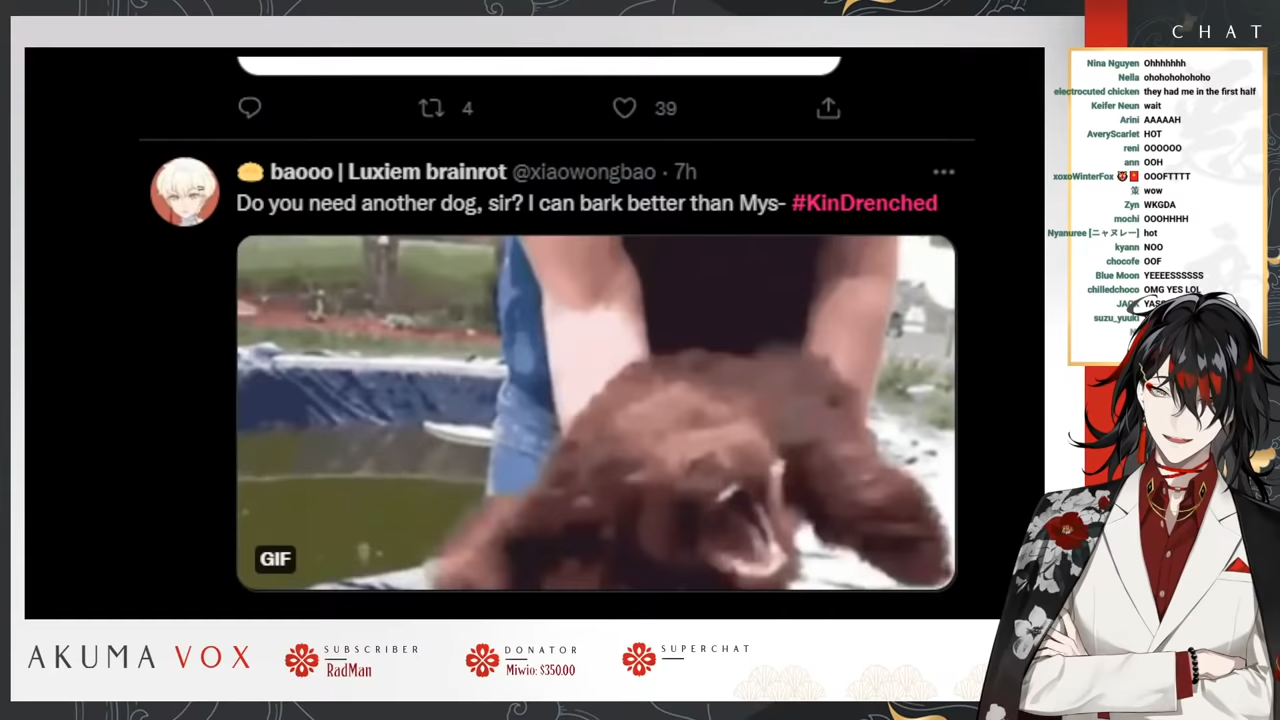 CHAT
4
39
baooo | Luxiem brainrot @xiaowongbao · 7h
Do you need another dog, sir? I can bark better than Mys- #KinDrenched
GIF
Nina Nguyen Ohhhhhhh
Nella ohohohohohoho
electrocuted chicken they had me in the first half
Keifer Neun wait
Arini AAAAAH
AveryScarlet HOT
reni OOOOOO
ann OOH
xoxoWinterFox OOOFTTTT
策 wow
Zyn WKGDA
mochi OOOHHHH
Nyanuree [ニャヌレー] hot
kyann NOO
chocofe OOF
Blue Moon YEEEESSSSSS
chilledchoco OMG YES LOL
suzu_yuuki
AKUMA VOX
SUBSCRIBER
RadMan
DONATOR
Miwio: $350.00
SUPERCHAT